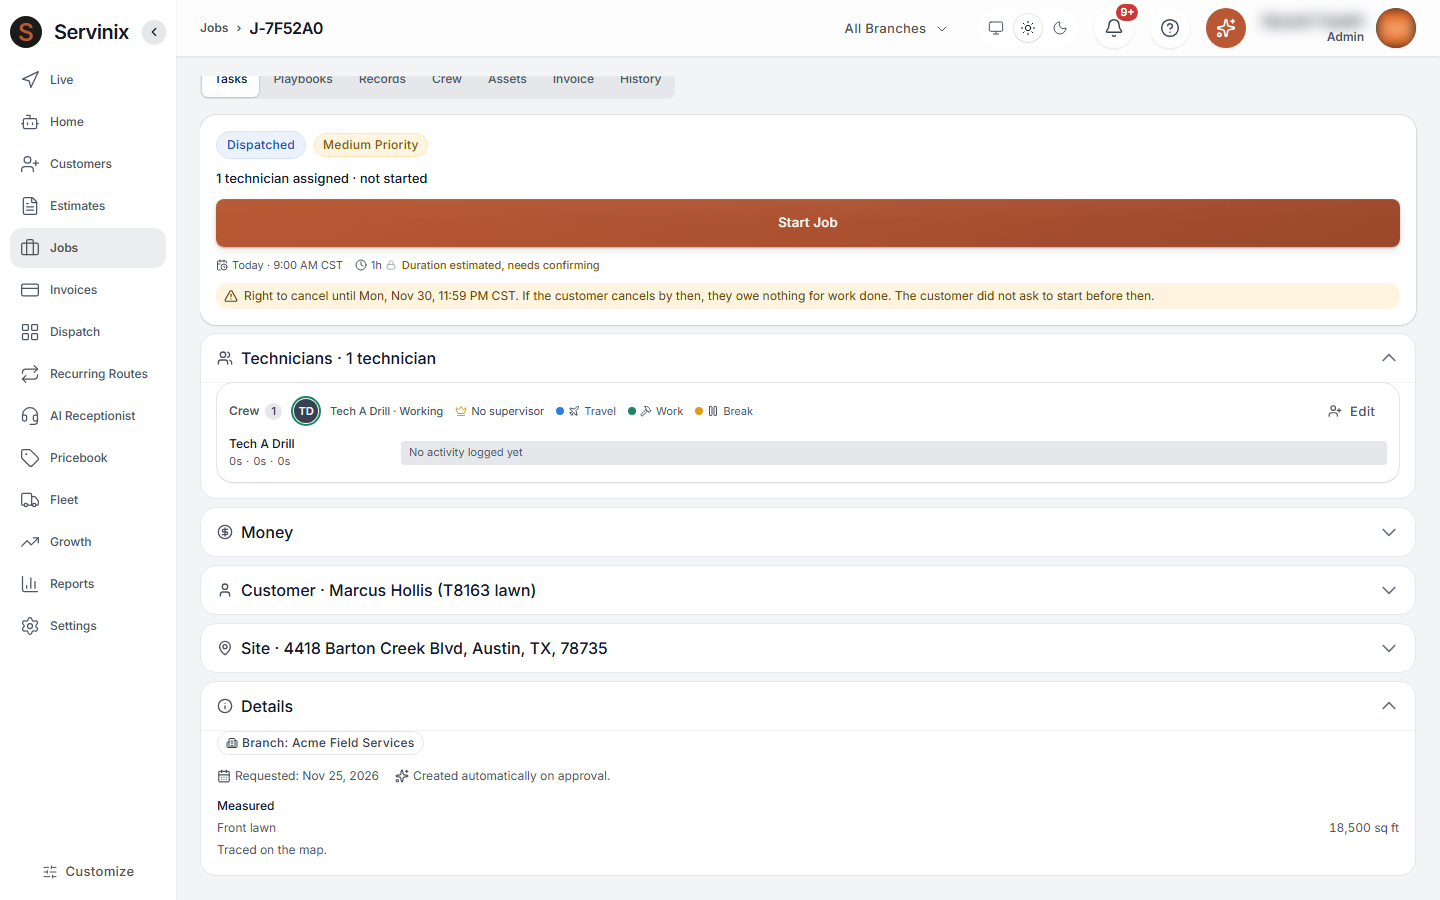 Servinix
Live
Home
Customers
Estimates
Jobs
Invoices
Dispatch
Recurring Routes
AI Receptionist
Pricebook
Fleet
Growth
Reports
Settings
Customize
Jobs › J-7F52A0
All Branches
9+
Admin
Tasks Playbooks Records Crew Assets Invoice History
Dispatched Medium Priority
1 technician assigned · not started
Start Job
Today · 9:00 AM CST 1h Duration estimated, needs confirming
Right to cancel until Mon, Nov 30, 11:59 PM CST. If the customer cancels by then, they owe nothing for work done. The customer did not ask to start before then.
Technicians · 1 technician
Crew 1 TD Tech A Drill · Working No supervisor Travel Work Break Edit
Tech A Drill
0s · 0s · 0s
No activity logged yet
Money
Customer · Marcus Hollis (T8163 lawn)
Site · 4418 Barton Creek Blvd, Austin, TX, 78735
Details
Branch: Acme Field Services
Requested: Nov 25, 2026 Created automatically on approval.
Measured
Front lawn 18,500 sq ft
Traced on the map.